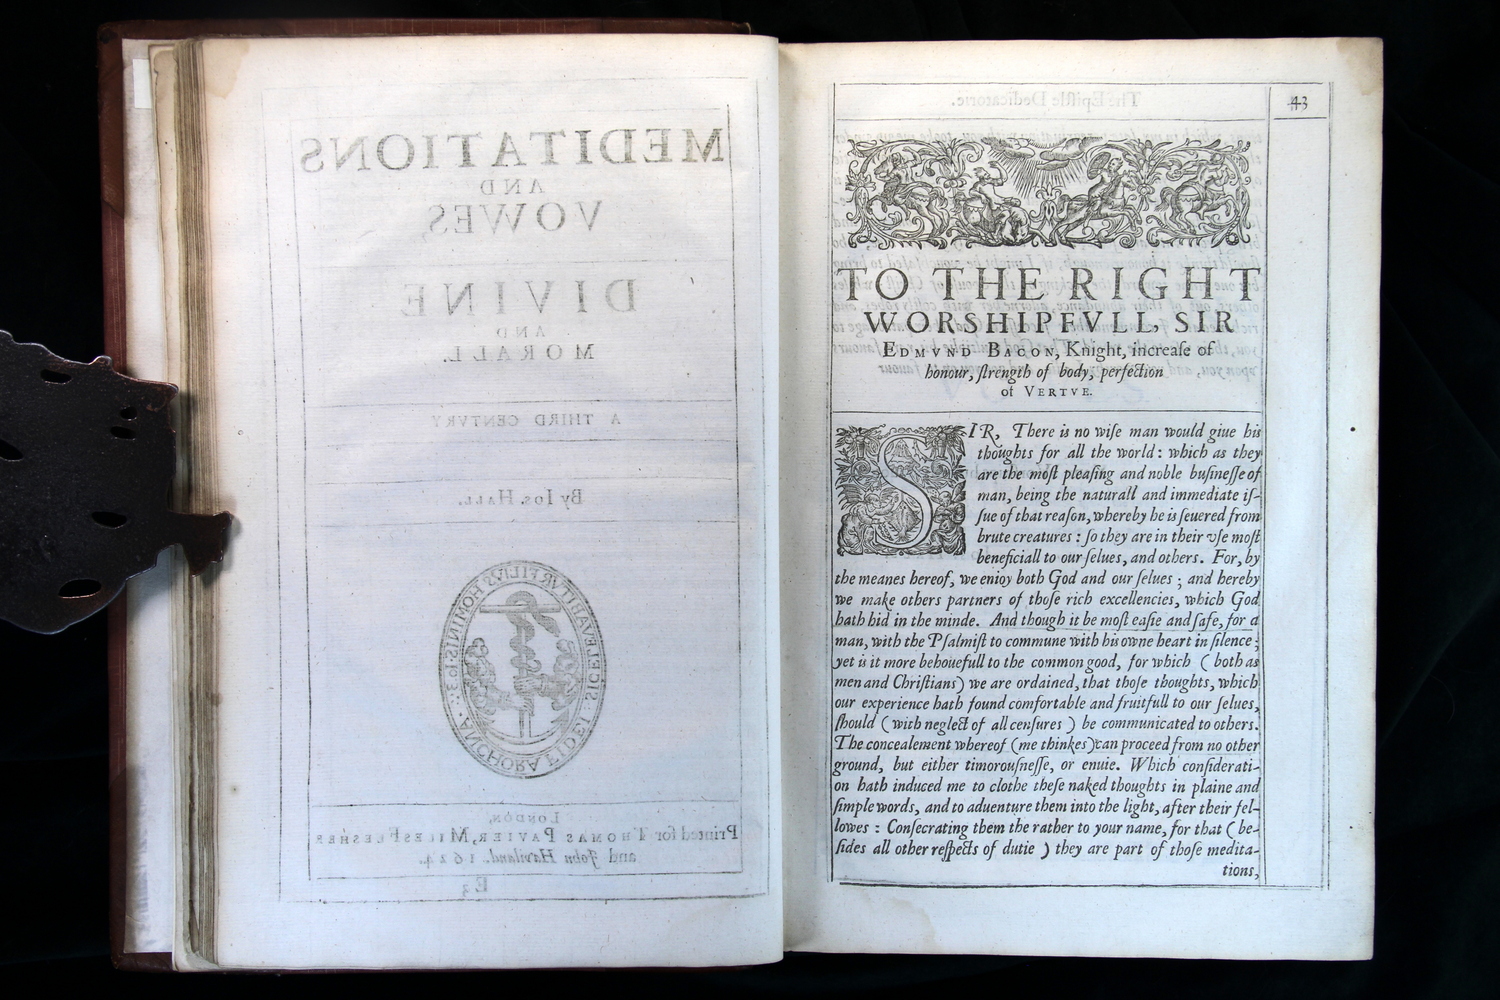 MEDITATIONS
AND
VOWES,
DIVINE
AND
MORALL.
A THIRD CENTVRY
By Ios. HALL.
LONDON,
Printed for THOMAS PAVIER, MILES FLESHER
and John Haviland. 1624.
E3
The Epiſtle Dedicatorie.
43
TO THE RIGHT
WORSHIPFVLL, SIR
EDMVND BACON, Knight, increaſe of
honour, ſtrength of body, perfection
of VERTVE.
SIR, There is no wiſe man would giue his
thoughts for all the world: which as they
are the moſt pleaſing and noble buſineſſe of
man, being the naturall and immediate iſ-
ſue of that reaſon, whereby he is ſeuered from
brute creatures: ſo they are in their vſe moſt
beneficiall to our ſelues, and others. For, by
the meanes hereof, we enioy both God and our ſelues; and hereby
we make others partners of thoſe rich excellencies, which God
hath hid in the minde. And though it be moſt eaſie and ſafe, for a
man, with the Pſalmiſt to commune with his owne heart in ſilence;
yet is it more behouefull to the common good, for which (both as
men and Chriſtians) we are ordained, that thoſe thoughts, which
our experience hath found comfortable and fruitfull to our ſelues,
ſhould (with neglect of all cenſures) be communicated to others.
The concealement whereof (me thinkes) can proceed from no other
ground, but either timorouſneſſe, or enuie. Which conſiderati-
on hath induced me to clothe theſe naked thoughts in plaine and
ſimple words, and to aduenture them into the light, after their fel-
lowes: Conſecrating them the rather to your name, for that (be-
ſides all other reſpects of dutie) they are part of thoſe medita-
tions,